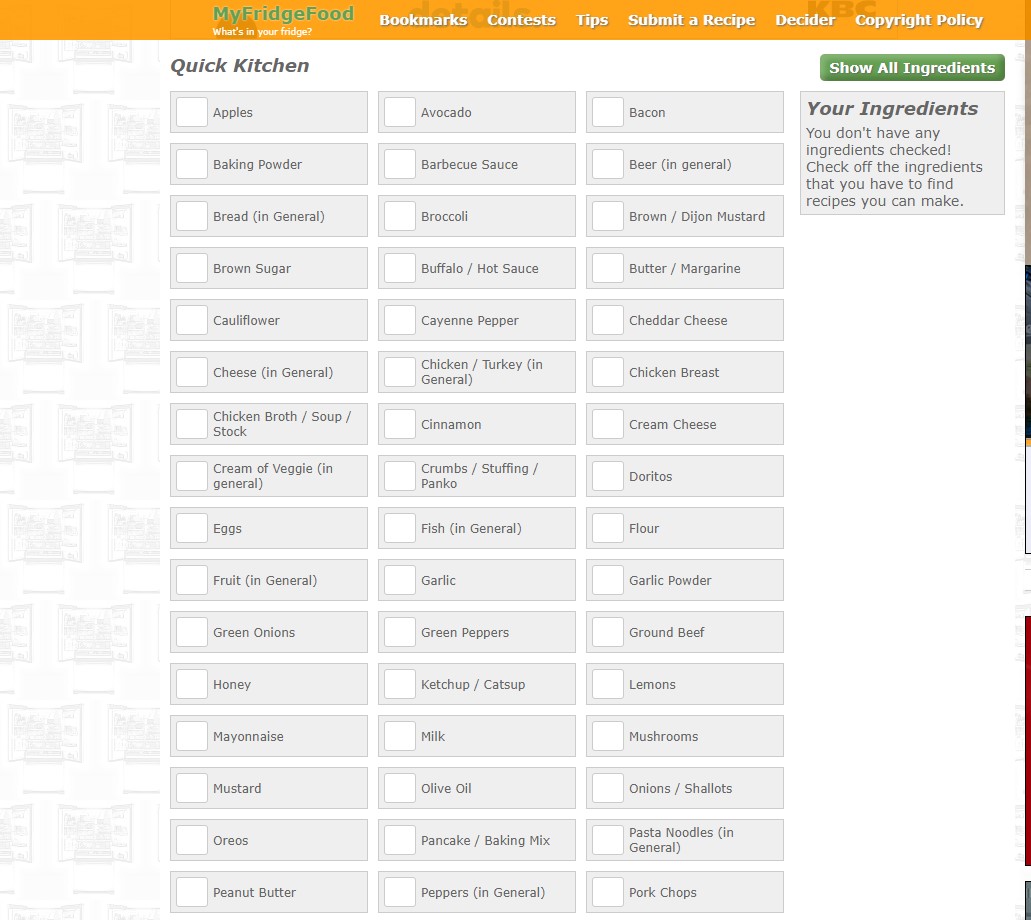 MyFridgeFood
What's in your fridge?
details
KBC
Bookmarks Contests Tips Submit a Recipe Decider Copyright Policy
Quick Kitchen
Show All Ingredients
Apples
Avocado
Bacon
Baking Powder
Barbecue Sauce
Beer (in general)
Bread (in General)
Broccoli
Brown / Dijon Mustard
Brown Sugar
Buffalo / Hot Sauce
Butter / Margarine
Cauliflower
Cayenne Pepper
Cheddar Cheese
Cheese (in General)
Chicken / Turkey (in
General)
Chicken Breast
Chicken Broth / Soup /
Stock
Cinnamon
Cream Cheese
Cream of Veggie (in
general)
Crumbs / Stuffing /
Panko
Doritos
Eggs
Fish (in General)
Flour
Fruit (in General)
Garlic
Garlic Powder
Green Onions
Green Peppers
Ground Beef
Honey
Ketchup / Catsup
Lemons
Mayonnaise
Milk
Mushrooms
Mustard
Olive Oil
Onions / Shallots
Oreos
Pancake / Baking Mix
Pasta Noodles (in
General)
Peanut Butter
Peppers (in General)
Pork Chops
Your Ingredients
You don't have any
ingredients checked!
Check off the ingredients
that you have to find
recipes you can make.